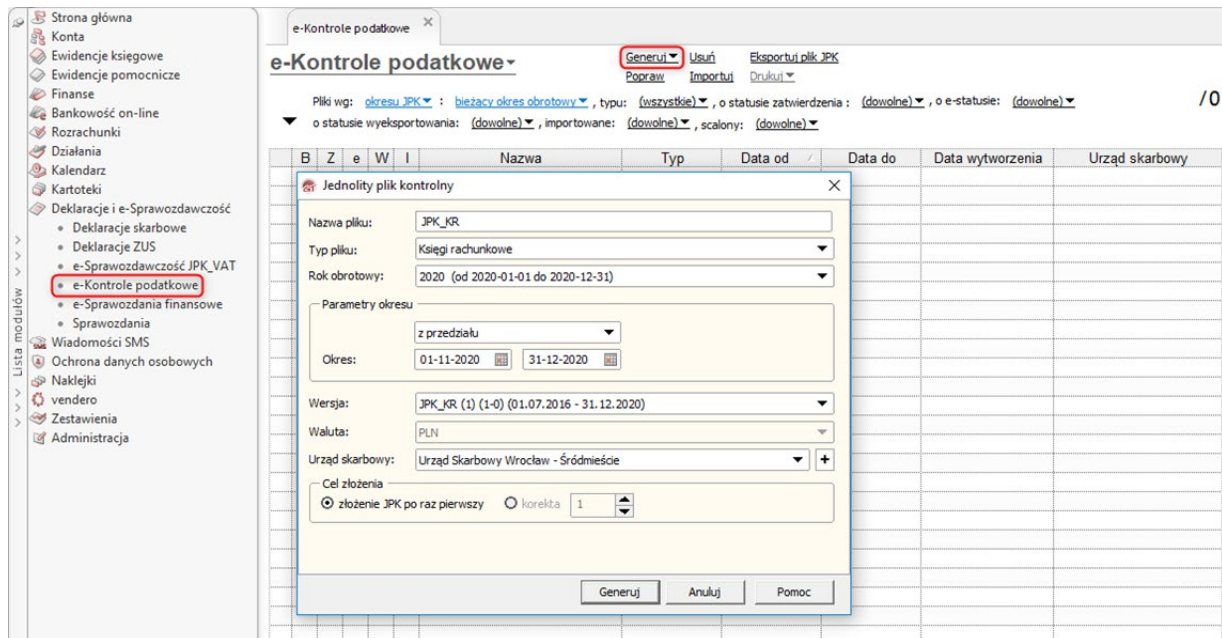 Strona główna
Konta
Ewidencje księgowe
Ewidencje pomocnicze
Finanse
Bankowość on-line
Rozrachunki
Działania
Kalendarz
Kartoteki
Deklaracje i e-Sprawozdawczość
Deklaracje skarbowe
Deklaracje ZUS
e-Sprawozdawczość JPK_VAT
e-Kontrole podatkowe
e-Sprawozdania finansowe
Sprawozdania
Wiadomości SMS
Ochrona danych osobowych
Naklejki
vendero
Zestawienia
Administracja
Lista modułów
e-Kontrole podatkowe
e-Kontrole podatkowe
Generuj Usuń Eksportuj plik JPK
Popraw Importuj Drukuj
Pliki wg: okresu JPK : bieżący okres obrotowy , typu: (wszystkie) , o statusie zatwierdzenia : (dowolne) , o e-statusie: (dowolne) /0
o statusie wyeksportowania: (dowolne) , importowane: (dowolne) , scalony: (dowolne)
B Z e W I Nazwa Typ Data od Data do Data wytworzenia Urząd skarbowy
Jednolity plik kontrolny
Nazwa pliku: JPK_KR
Typ pliku: Księgi rachunkowe
Rok obrotowy: 2020 (od 2020-01-01 do 2020-12-31)
Parametry okresu
z przedziału
Okres: 01-11-2020 31-12-2020
Wersja: JPK_KR (1) (1-0) (01.07.2016 - 31.12.2020)
Waluta: PLN
Urząd skarbowy: Urząd Skarbowy Wrocław - Śródmieście +
Cel złożenia
złożenie JPK po raz pierwszy korekta 1
Generuj Anuluj Pomoc